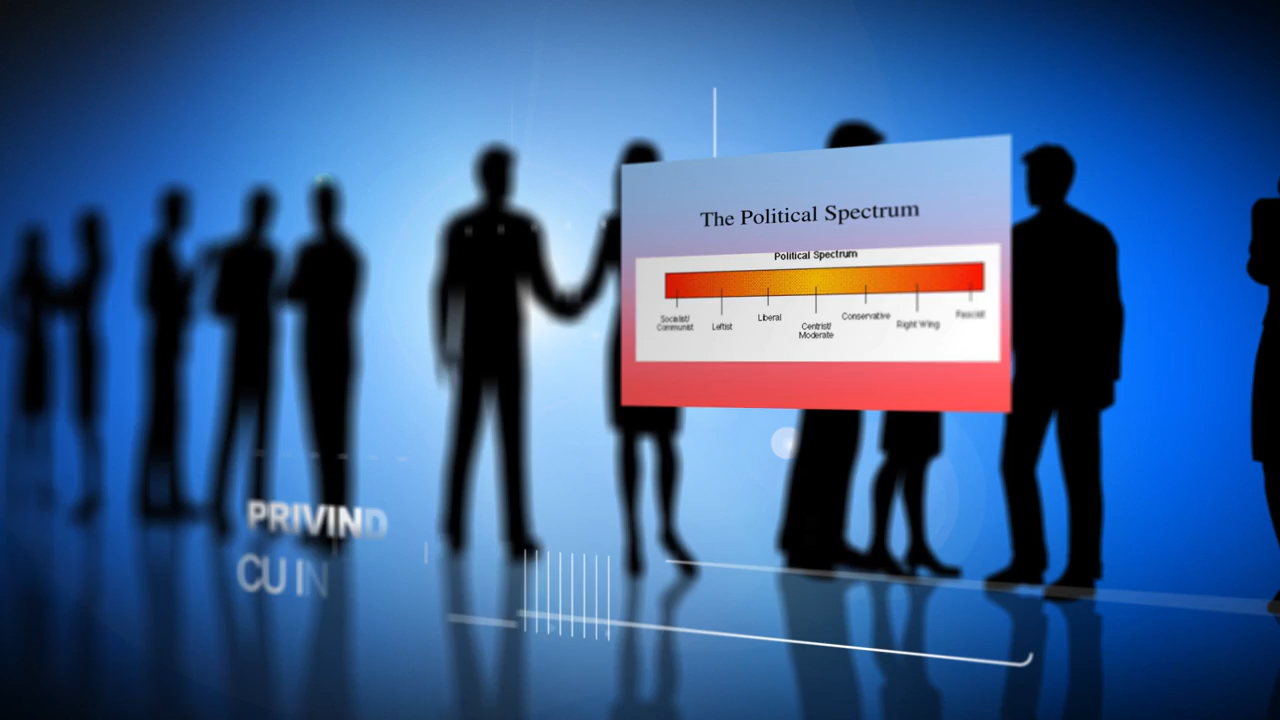 The Political Spectrum
Political Spectrum
Socialist/
Communist
Leftist
Liberal
Centrist/
Moderate
Conservative
Right Wing
Fascist
PRIVIND
CU IN